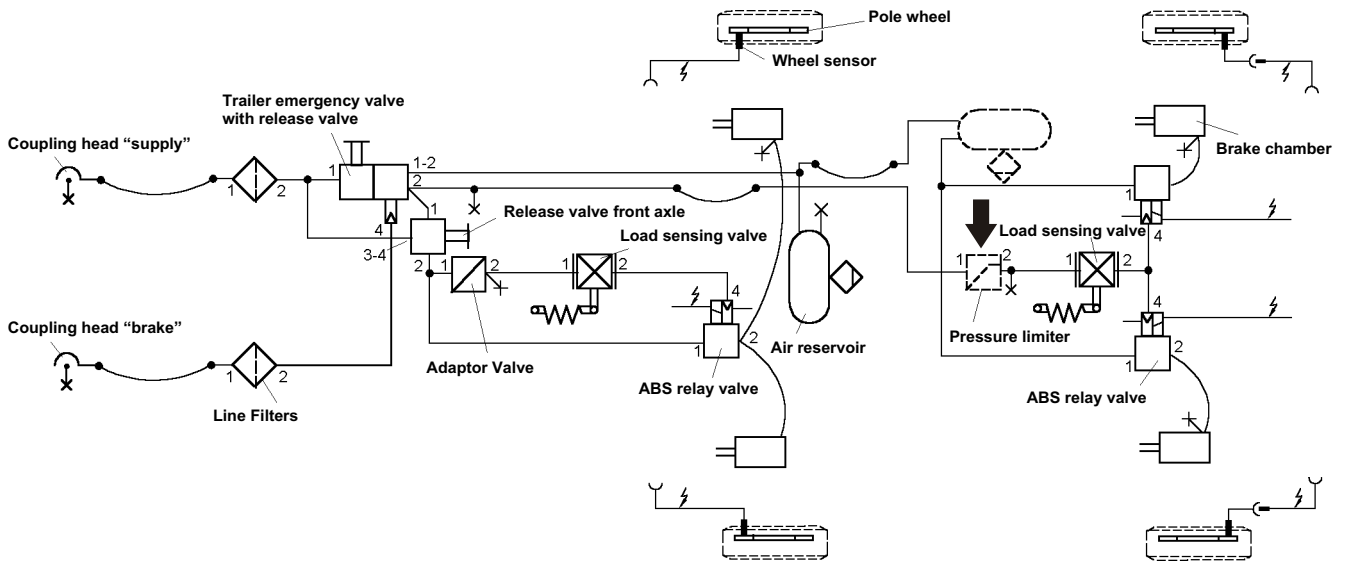 Pole wheel
Wheel sensor
Trailer emergency valve
with release valve
Coupling head “supply”
Brake chamber
1
2
1
1-2
2
1
4
3-4
2
Release valve front axle
Load sensing valve
1
2
1
2
4
1
2
Adaptor Valve
ABS relay valve
Air reservoir
Coupling head “brake”
1
2
Line Filters
1
4
Load sensing valve
1
2
1
2
Pressure limiter
4
1
2
ABS relay valve